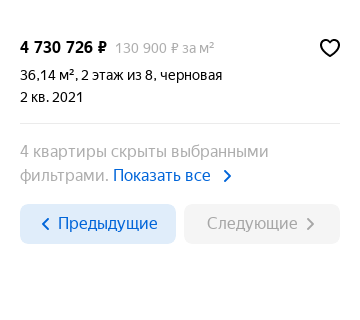 4 730 726 ₽ 130 900 ₽ за м²
36,14 м², 2 этаж из 8, черновая
2 кв. 2021
4 квартиры скрыты выбранными
фильтрами. Показать все
Предыдущие Следующие